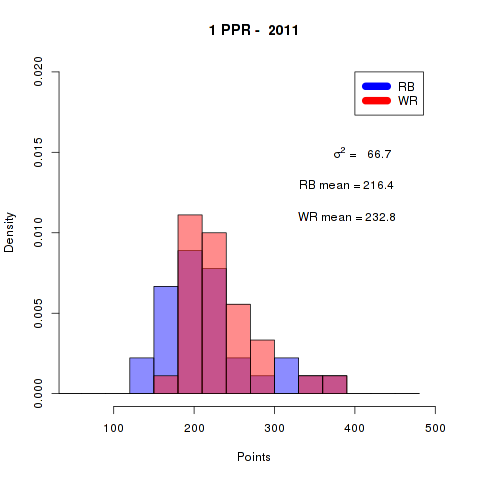 1 PPR - 2011
RB
WR
σ² = 66.7
RB mean = 216.4
WR mean = 232.8
Density
0.000
0.005
0.010
0.015
0.020
100 200 300 400 500
Points